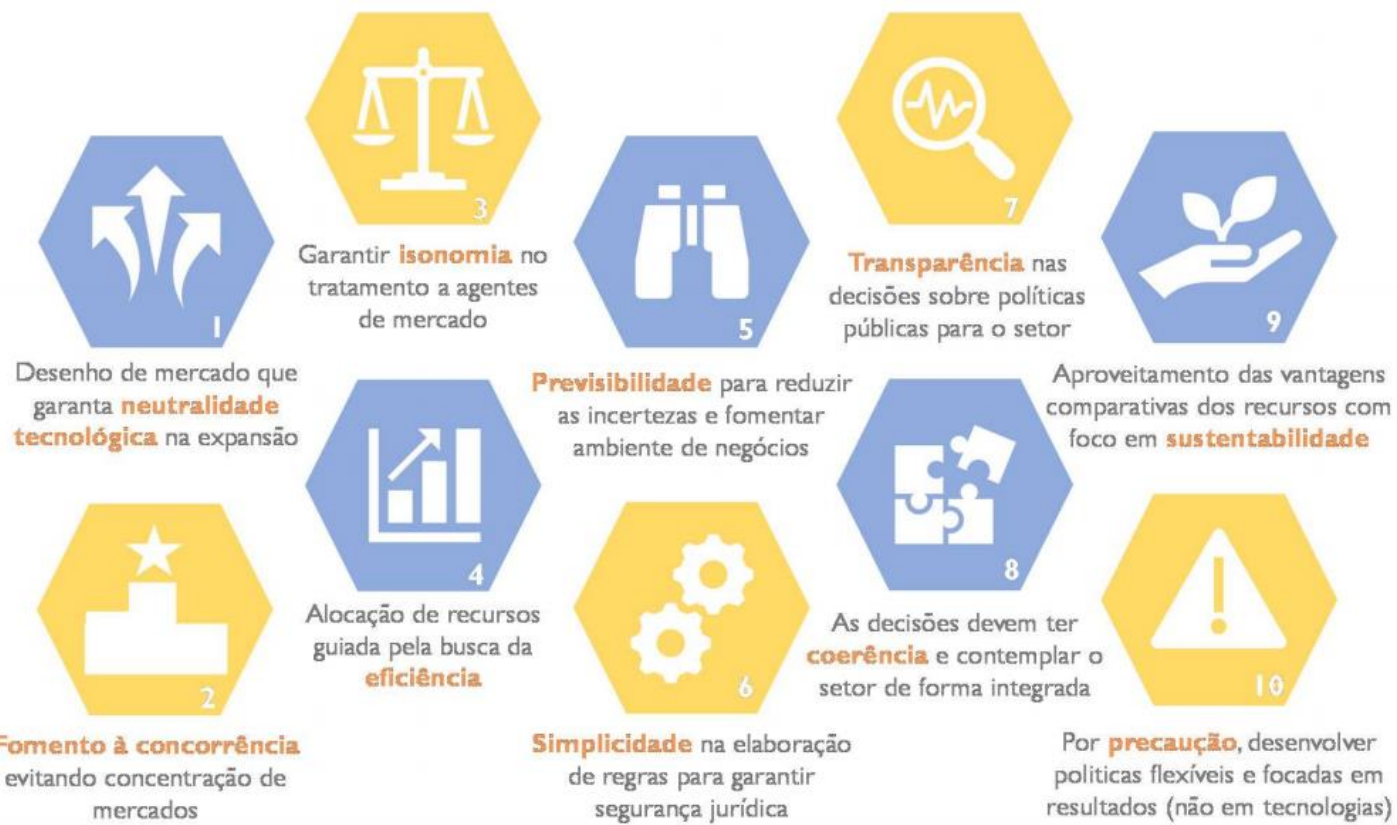 1
Desenho de mercado que
garanta neutralidade
tecnológica na expansão
2
Fomento à concorrência
evitando concentração de
mercados
3
Garantir isonomia no
tratamento a agentes
de mercado
4
Alocação de recursos
guiada pela busca da
eficiência
5
Previsibilidade para reduzir
as incertezas e fomentar
ambiente de negócios
6
Simplicidade na elaboração
de regras para garantir
segurança jurídica
7
Transparência nas
decisões sobre políticas
públicas para o setor
8
As decisões devem ter
coerência e contemplar o
setor de forma integrada
9
Aproveitamento das vantagens
comparativas dos recursos com
foco em sustentabilidade
10
Por precaução, desenvolver
politicas flexíveis e focadas em
resultados (não em tecnologias)